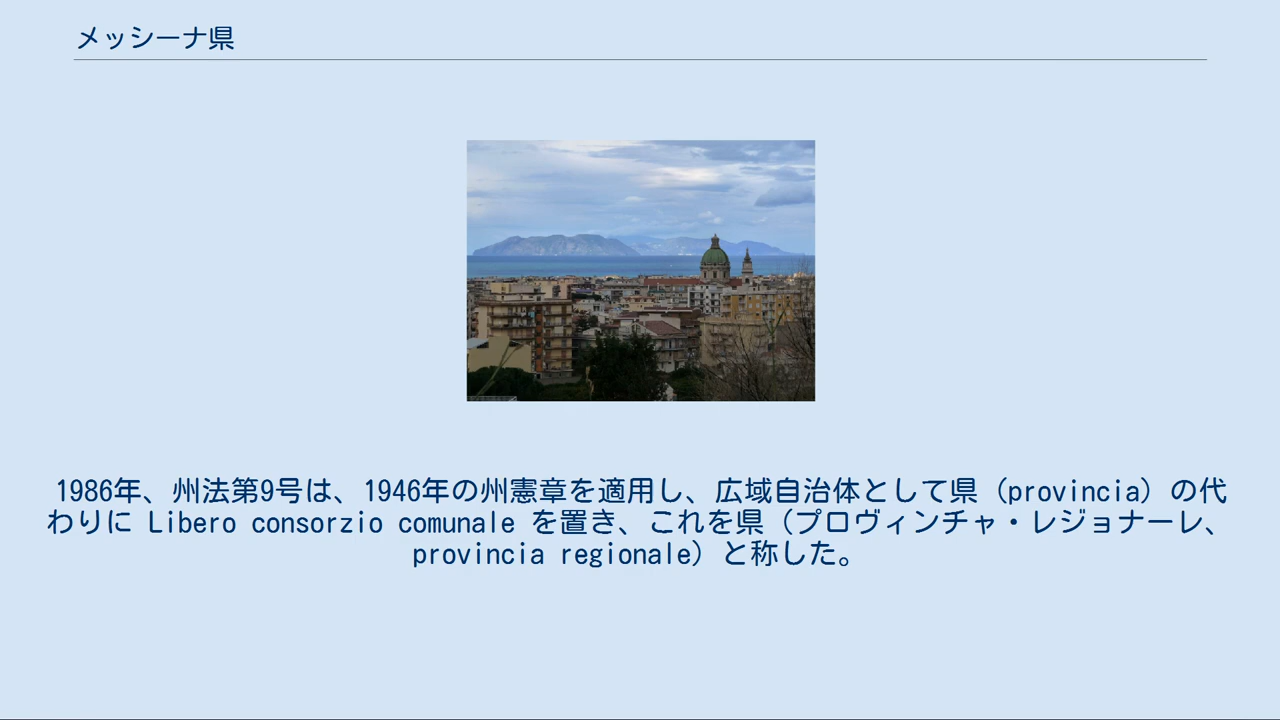 メッシーナ県
1986年、州法第9号は、1946年の州憲章を適用し、広域自治体として県（provincia）の代
わりに Libero consorzio comunale を置き、これを県（プロヴィンチャ・レジョナーレ、
provincia regionale）と称した。